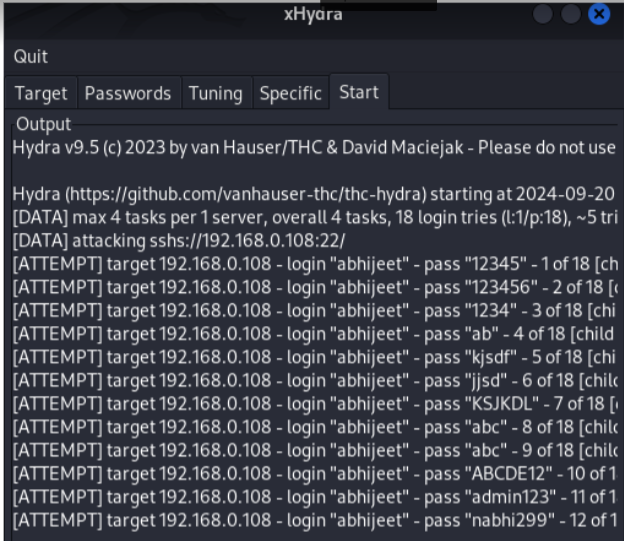 xHydra
Quit
Target Passwords Tuning Specific Start
Output
Hydra v9.5 (c) 2023 by van Hauser/THC & David Maciejak - Please do not use
Hydra (https://github.com/vanhauser-thc/thc-hydra) starting at 2024-09-20
[DATA] max 4 tasks per 1 server, overall 4 tasks, 18 login tries (l:1/p:18), ~5 tri
[DATA] attacking sshs://192.168.0.108:22/
[ATTEMPT] target 192.168.0.108 - login "abhijeet" - pass "12345" - 1 of 18 [ch
[ATTEMPT] target 192.168.0.108 - login "abhijeet" - pass "123456" - 2 of 18 [c
[ATTEMPT] target 192.168.0.108 - login "abhijeet" - pass "1234" - 3 of 18 [chi
[ATTEMPT] target 192.168.0.108 - login "abhijeet" - pass "ab" - 4 of 18 [child
[ATTEMPT] target 192.168.0.108 - login "abhijeet" - pass "kjsdf" - 5 of 18 [chi
[ATTEMPT] target 192.168.0.108 - login "abhijeet" - pass "jjsd" - 6 of 18 [chilc
[ATTEMPT] target 192.168.0.108 - login "abhijeet" - pass "KSJKDL" - 7 of 18 [
[ATTEMPT] target 192.168.0.108 - login "abhijeet" - pass "abc" - 8 of 18 [chilc
[ATTEMPT] target 192.168.0.108 - login "abhijeet" - pass "abc" - 9 of 18 [chilc
[ATTEMPT] target 192.168.0.108 - login "abhijeet" - pass "ABCDE12" - 10 of 1
[ATTEMPT] target 192.168.0.108 - login "abhijeet" - pass "admin123" - 11 of 1
[ATTEMPT] target 192.168.0.108 - login "abhijeet" - pass "nabhi299" - 12 of 1